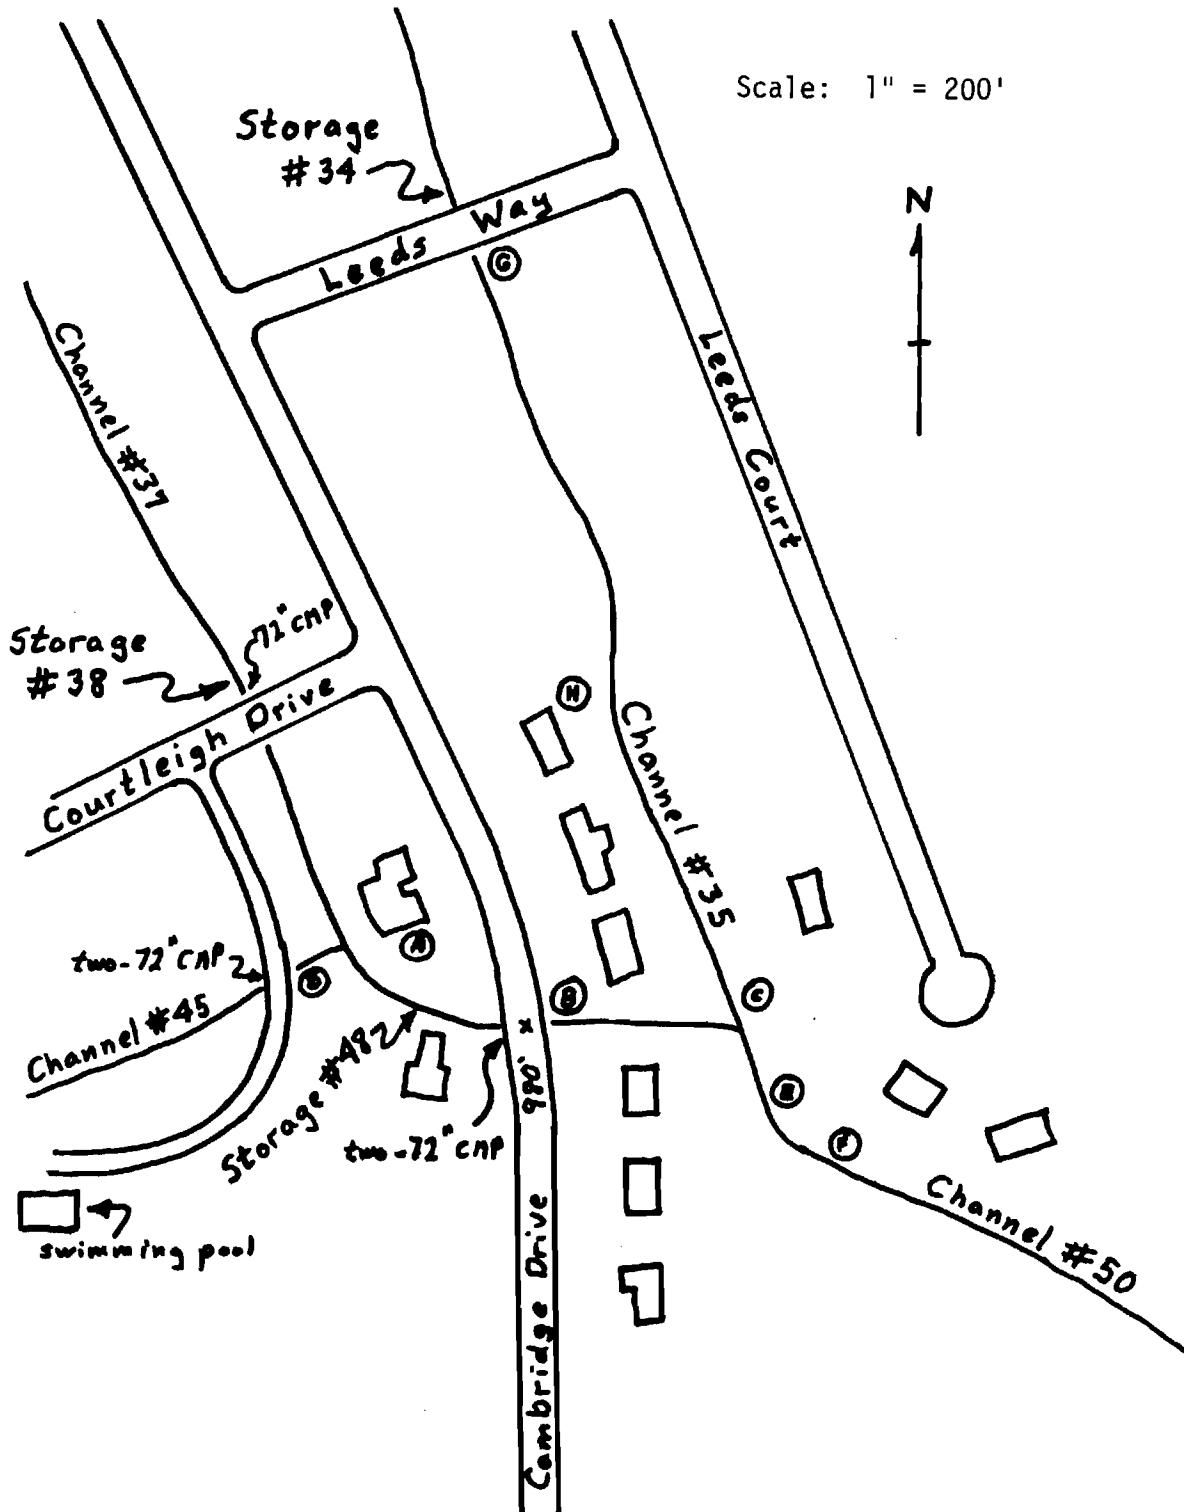 Scale: 1" = 200'
Storage
#34
N
Leeds Way
G
Channel #37
Leeds Court
72" CMP
Storage
#38
Courtleigh Drive
H
Channel #35
A
two-72" CMP
D
B
C
Channel #45
x
980'
Storage #48
two-72" CMP
E
F
Channel #50
swimming pool
Cambridge Drive